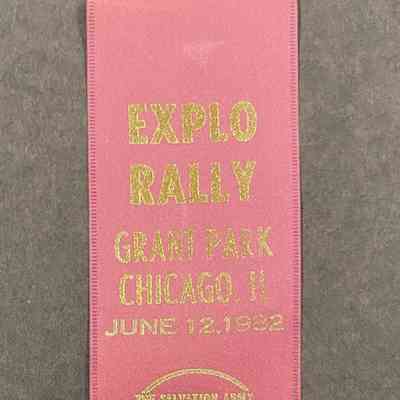 EXPLO
RALLY
GRANT PARK
CHICAGO, IL
JUNE 12, 1982
THE SALVATION ARMY